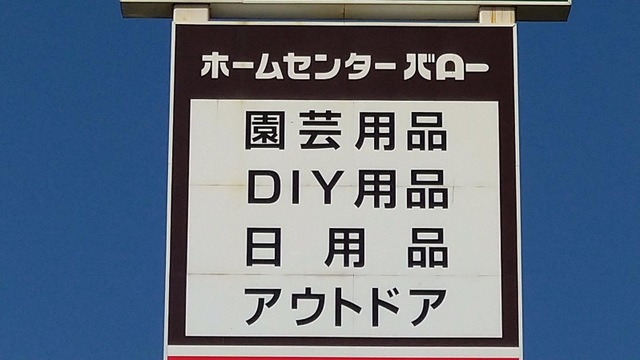 ホームセンターバロー
園芸用品
DIY用品
日用品
アウトドア